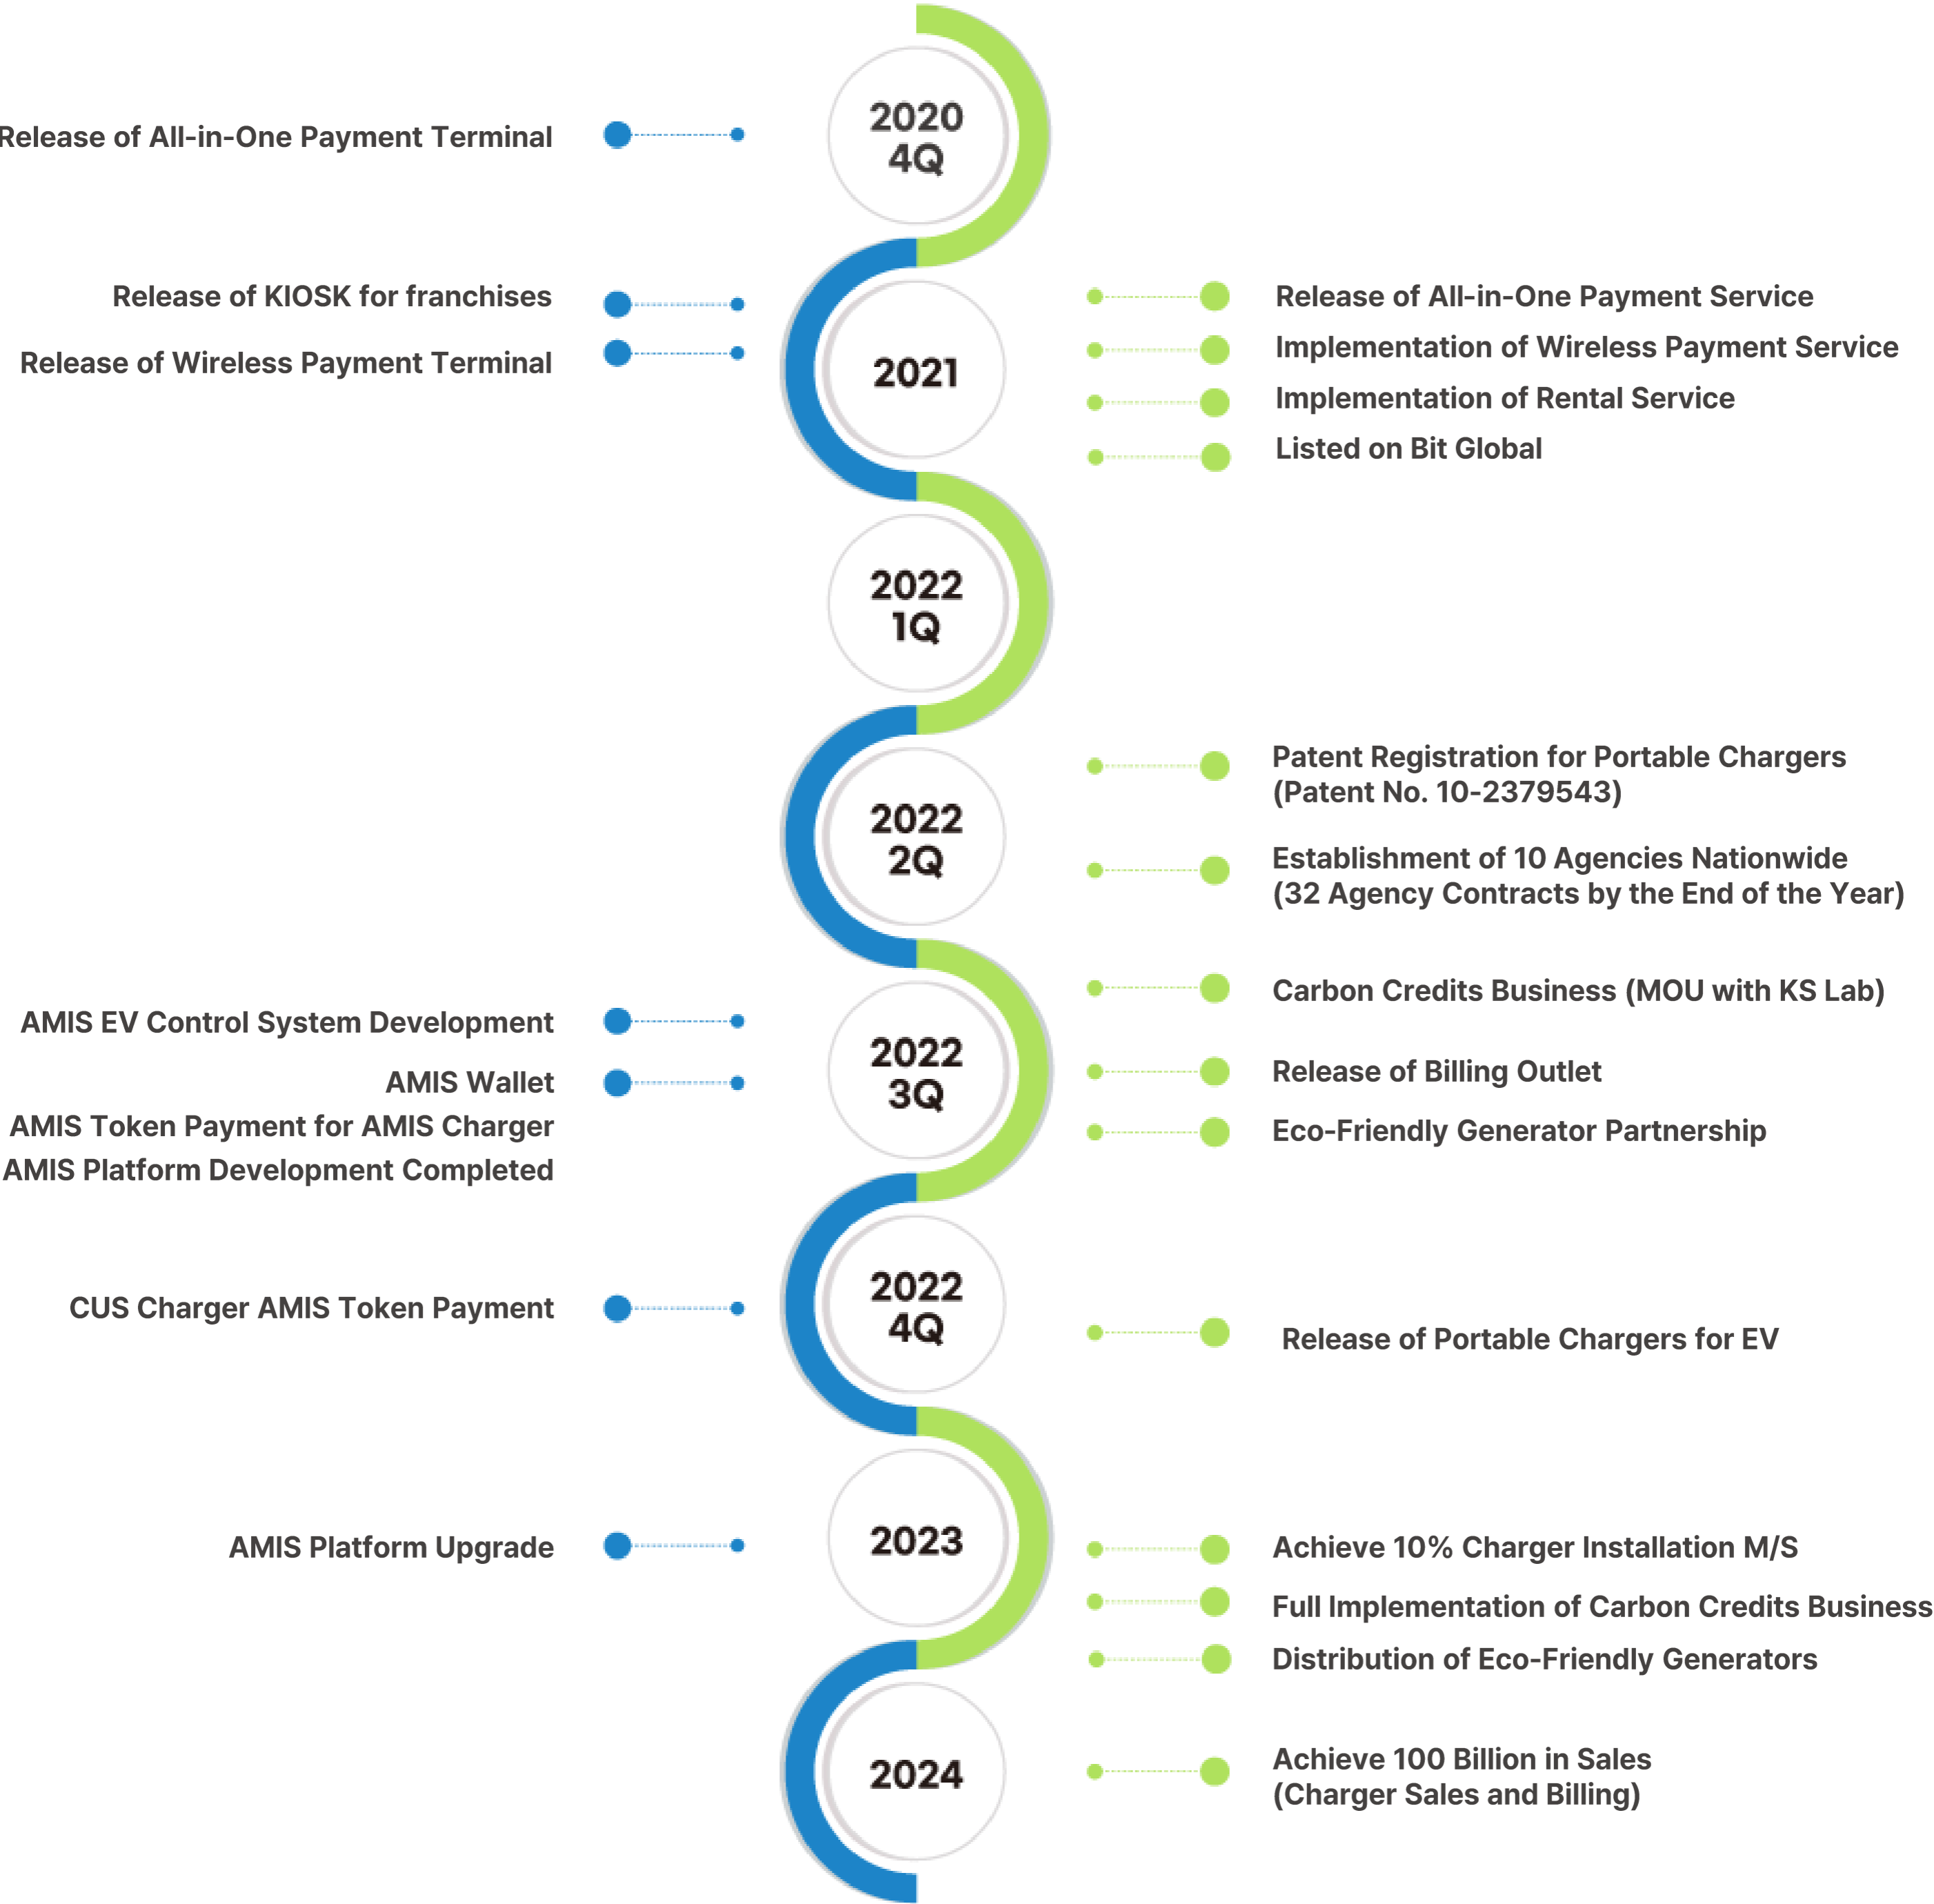 2020
4Q
Release of All-in-One Payment Terminal
2021
Release of KIOSK for franchises
Release of Wireless Payment Terminal
Release of All-in-One Payment Service
Implementation of Wireless Payment Service
Implementation of Rental Service
Listed on Bit Global
2022
1Q
2022
2Q
Patent Registration for Portable Chargers
(Patent No. 10-2379543)
Establishment of 10 Agencies Nationwide
(32 Agency Contracts by the End of the Year)
2022
3Q
AMIS EV Control System Development
AMIS Wallet
AMIS Token Payment for AMIS Charger
AMIS Platform Development Completed
Carbon Credits Business (MOU with KS Lab)
Release of Billing Outlet
Eco-Friendly Generator Partnership
2022
4Q
CUS Charger AMIS Token Payment
Release of Portable Chargers for EV
2023
AMIS Platform Upgrade
Achieve 10% Charger Installation M/S
Full Implementation of Carbon Credits Business
Distribution of Eco-Friendly Generators
2024
Achieve 100 Billion in Sales
(Charger Sales and Billing)